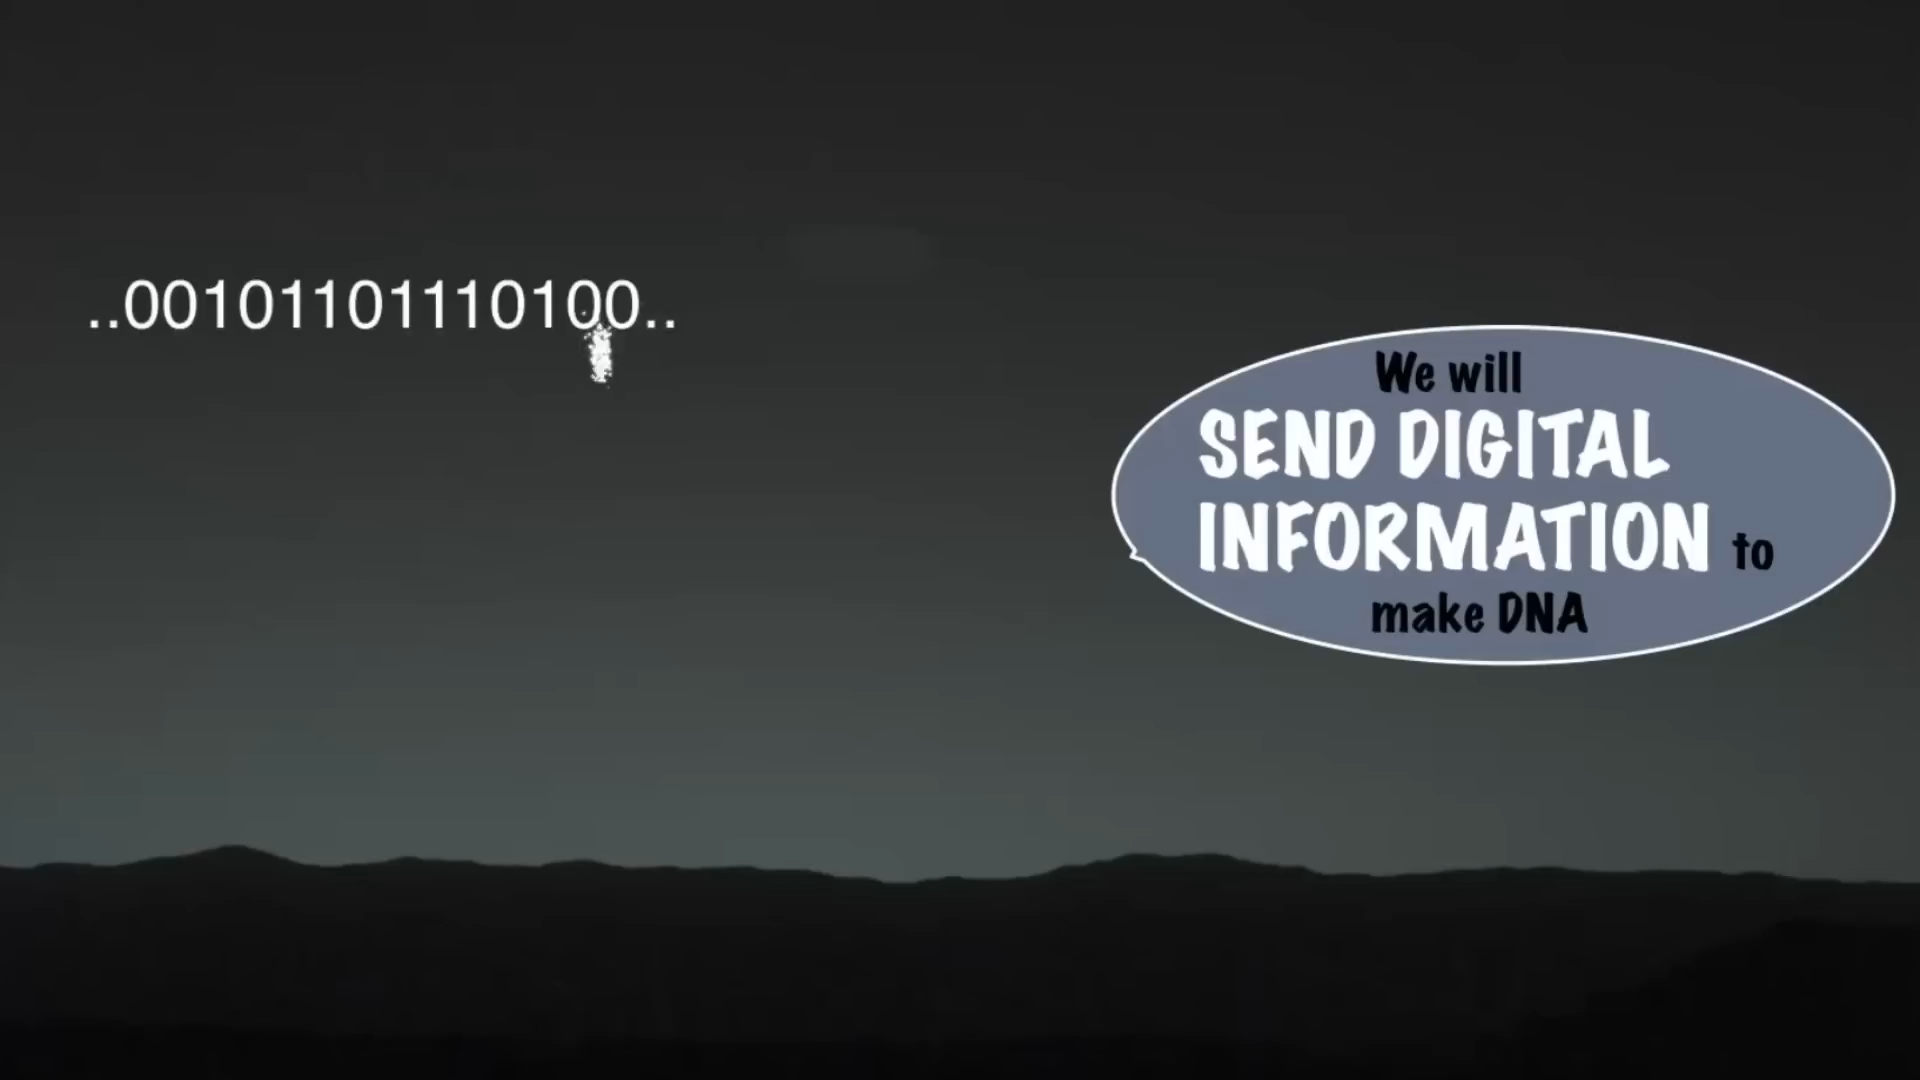 ..00101101110100..
We will
SEND DIGITAL
INFORMATION to
make DNA